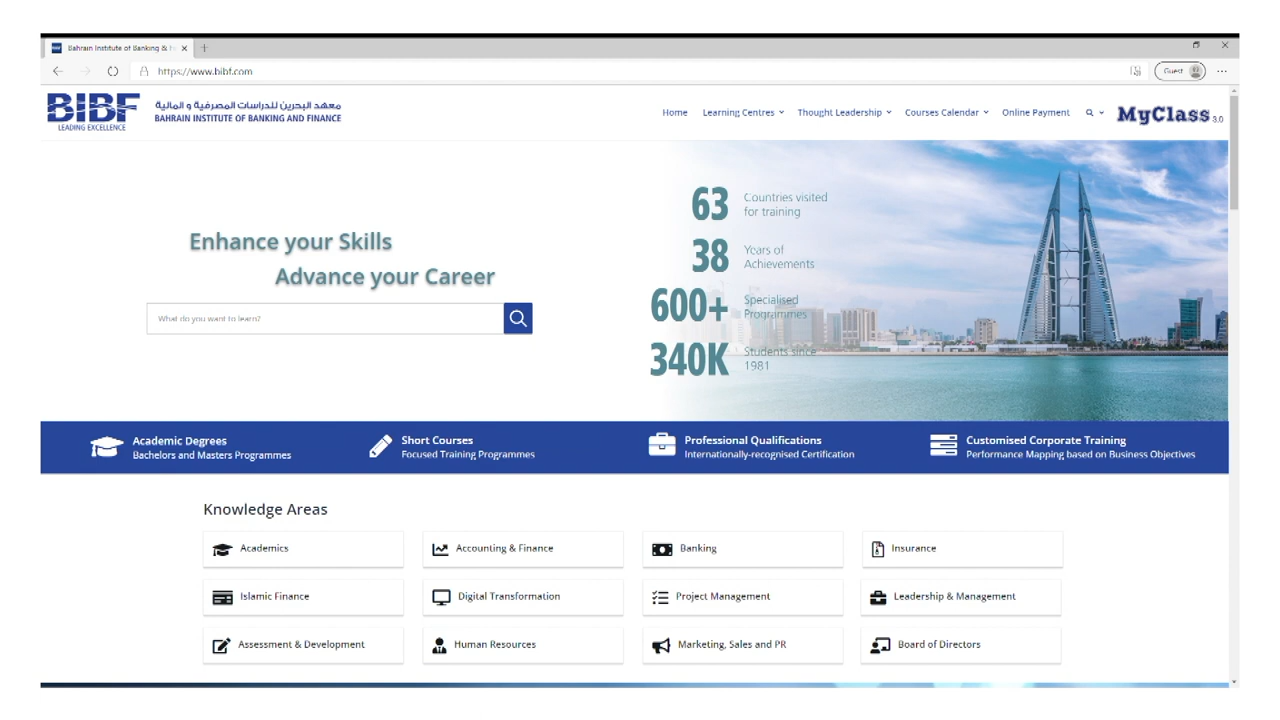 Bahrain Institute of Banking &
https://www.bibf.com
Guest
BIBF
LEADING EXCELLENCE
معهد البحرين للدراسات المصرفية و المالية
BAHRAIN INSTITUTE OF BANKING AND FINANCE
Home Learning Centres Thought Leadership Courses Calendar Online Payment
MyClass 3.0
Enhance your Skills
Advance your Career
What do you want to learn?
63 Countries visited
for training
38 Years of
Achievements
600+ Specialised
Programmes
340K Students since
1981
Academic Degrees
Bachelors and Masters Programmes
Short Courses
Focused Training Programmes
Professional Qualifications
Internationally-recognised Certification
Customised Corporate Training
Performance Mapping based on Business Objectives
Knowledge Areas
Academics
Accounting & Finance
Banking
Insurance
Islamic Finance
Digital Transformation
Project Management
Leadership & Management
Assessment & Development
Human Resources
Marketing, Sales and PR
Board of Directors